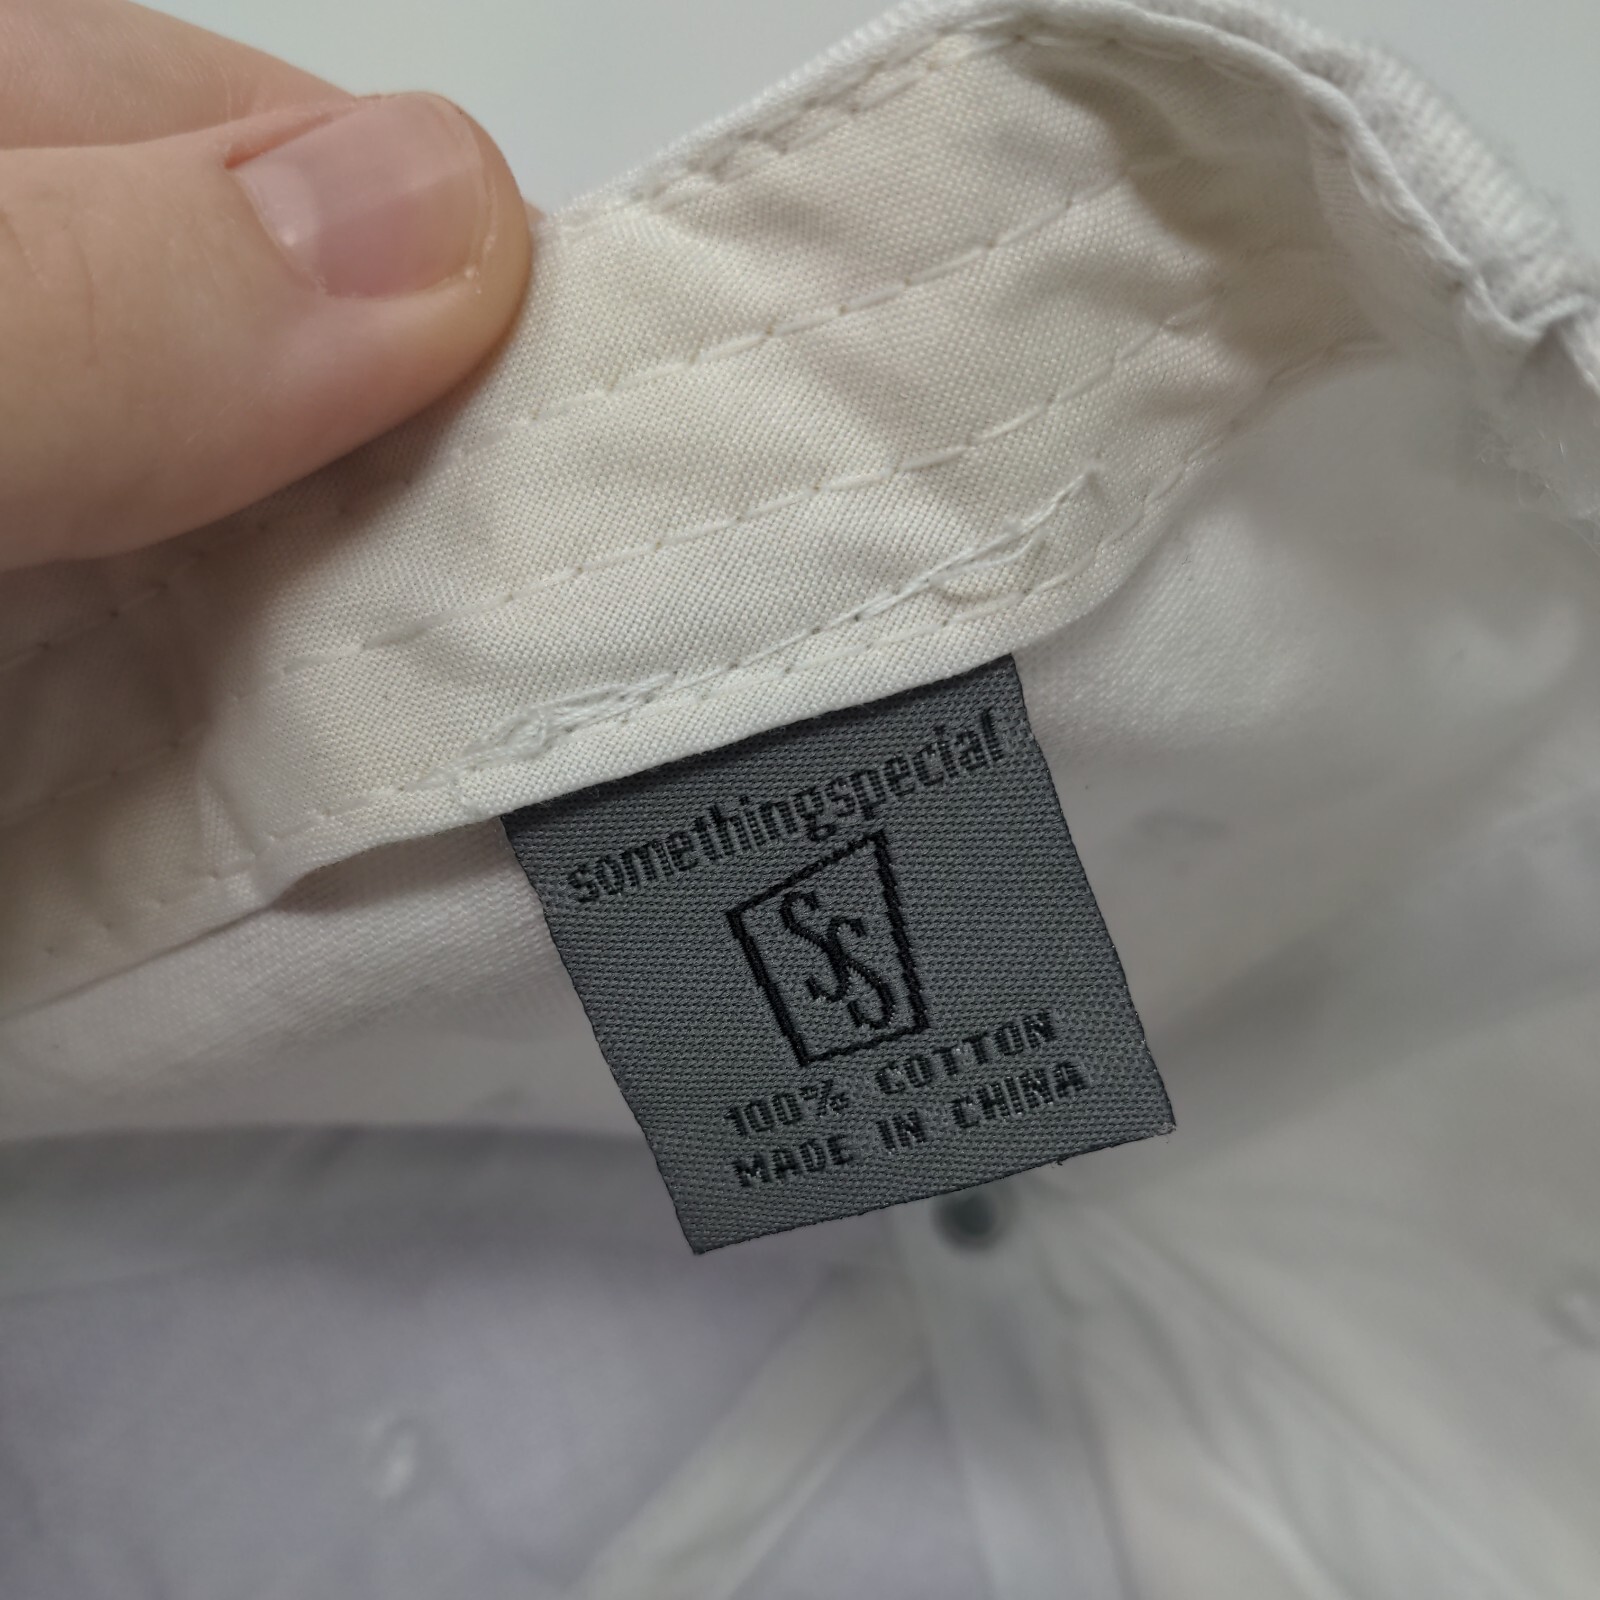 somethingspecial
SS
100% COTTON
MADE IN CHINA